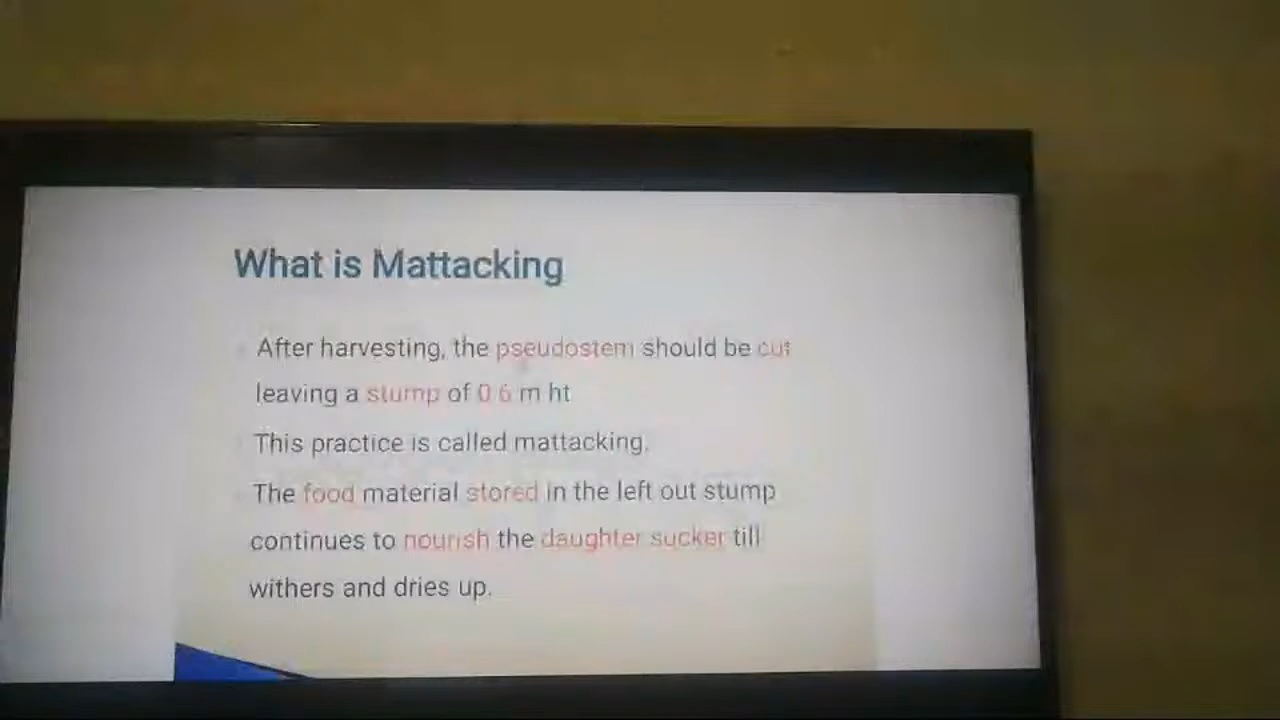 What is Mattacking
After harvesting, the pseudostem should be cut
leaving a stump of 0.6 m ht
This practice is called mattacking.
The food material stored in the left out stump
continues to nourish the daughter sucker till
withers and dries up.